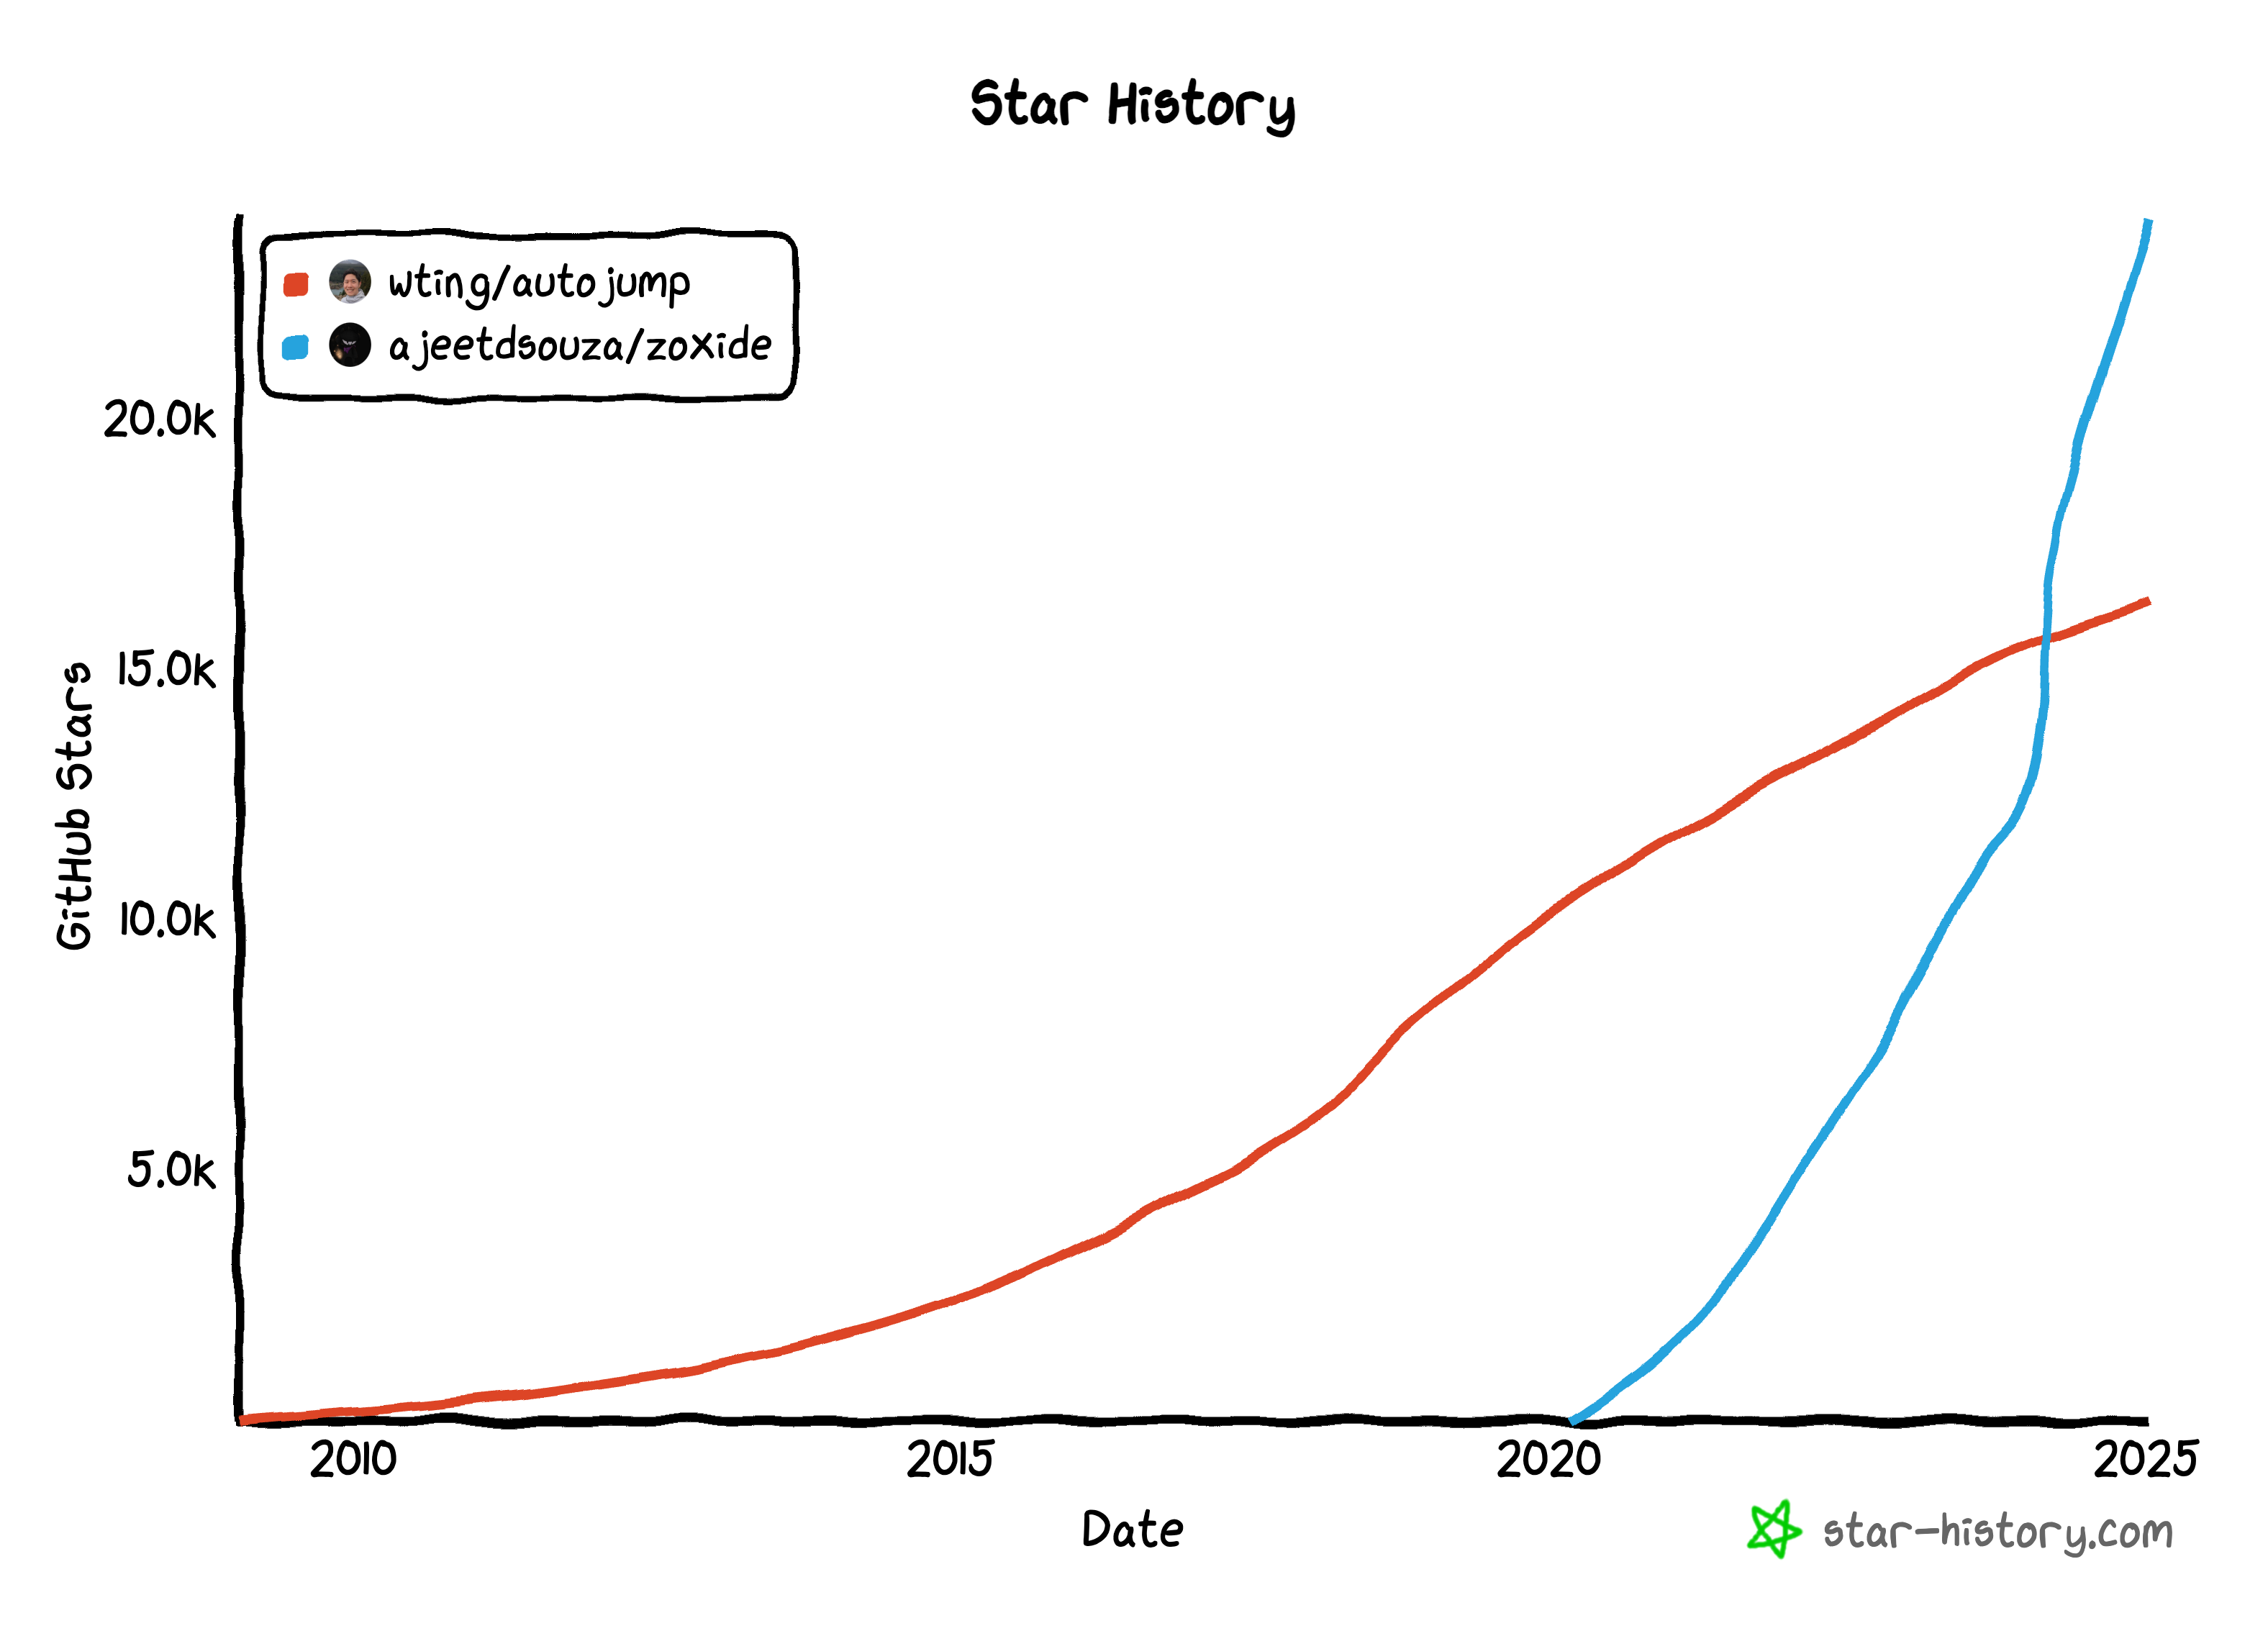 Star History
wting/autojump
ajeetdsouza/zoxide
20.0k
15.0k
10.0k
5.0k
GitHub Stars
2010
2015
2020
2025
Date
star-history.com